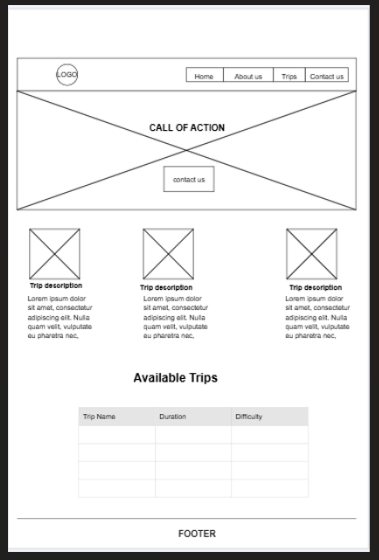 LOGO
Home About us Trips Contact us
CALL OF ACTION
contact us
Trip description
Lorem ipsum dolor
sit amet, consectetur
adipiscing elit. Nulla
quam velit, vulputate
eu pharetra nec,
Trip description
Lorem ipsum dolor
sit amet, consectetur
adipiscing elit. Nulla
quam velit, vulputate
eu pharetra nec,
Trip description
Lorem ipsum dolor
sit amet, consectetur
adipiscing elit. Nulla
quam velit, vulputate
eu pharetra nec,
Available Trips
Trip Name Duration Difficulty
FOOTER